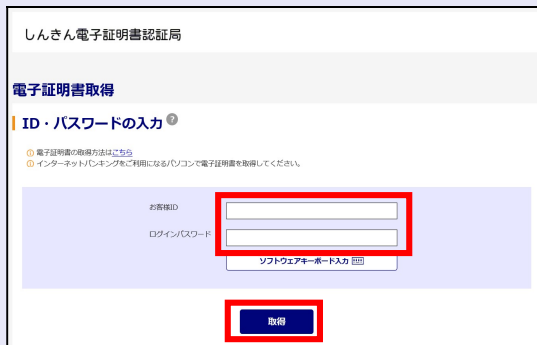 しんきん電子証明書認証局
電子証明書取得
ID・パスワードの入力 ?
① 電子証明書の取得方法はこちら
① インターネットバンキングをご利用になるパソコンで電子証明書を取得してください。
お客様ID
ログインパスワード
ソフトウェアキーボード入力
取得